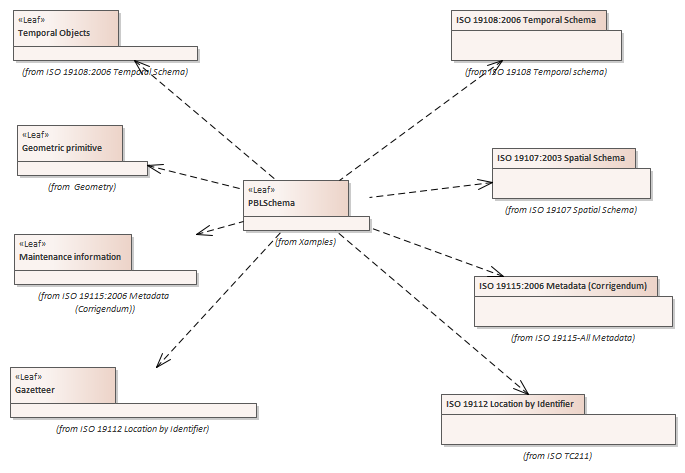 «Leaf»
Temporal Objects
(from ISO 19108:2006 Temporal Schema)
ISO 19108:2006 Temporal Schema
(from ISO 19108 Temporal schema)
«Leaf»
Geometric primitive
(from  Geometry)
ISO 19107:2003 Spatial Schema
(from ISO 19107 Spatial Schema)
«Leaf»
PBLSchema
(from Xamples)
«Leaf»
Maintenance information
(from ISO 19115:2006 Metadata
(Corrigendum))
ISO 19115:2006 Metadata (Corrigendum)
(from ISO 19115-All Metadata)
«Leaf»
Gazetteer
(from ISO 19112 Location by Identifier)
ISO 19112 Location by Identifier
(from ISO TC211)